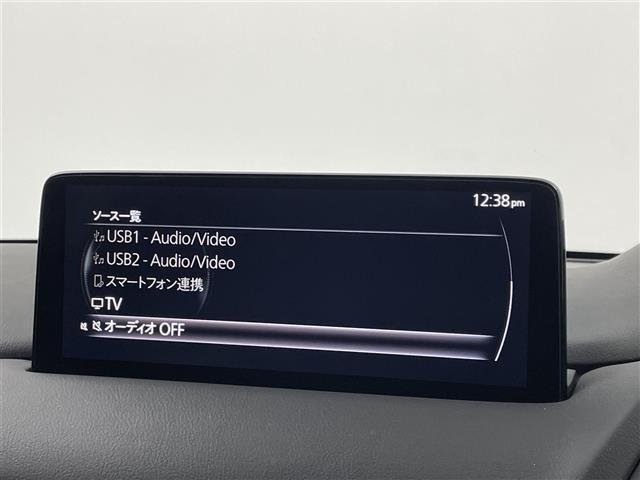 12:38pm
ソース一覧
USB1 - Audio/Video
USB2 - Audio/Video
スマートフォン連携
TV
オーディオ OFF